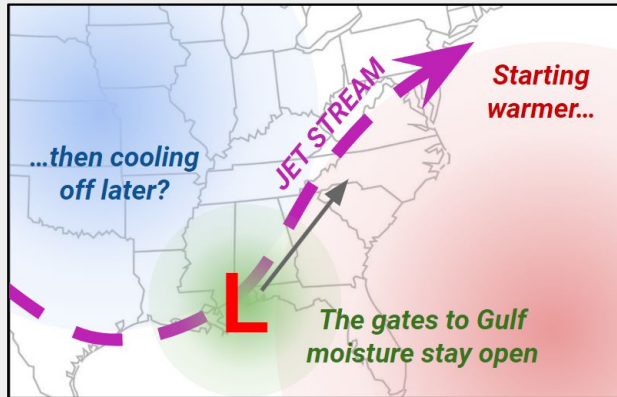 Starting
warmer...
JET STREAM
...then cooling
off later?
L
The gates to Gulf
moisture stay open